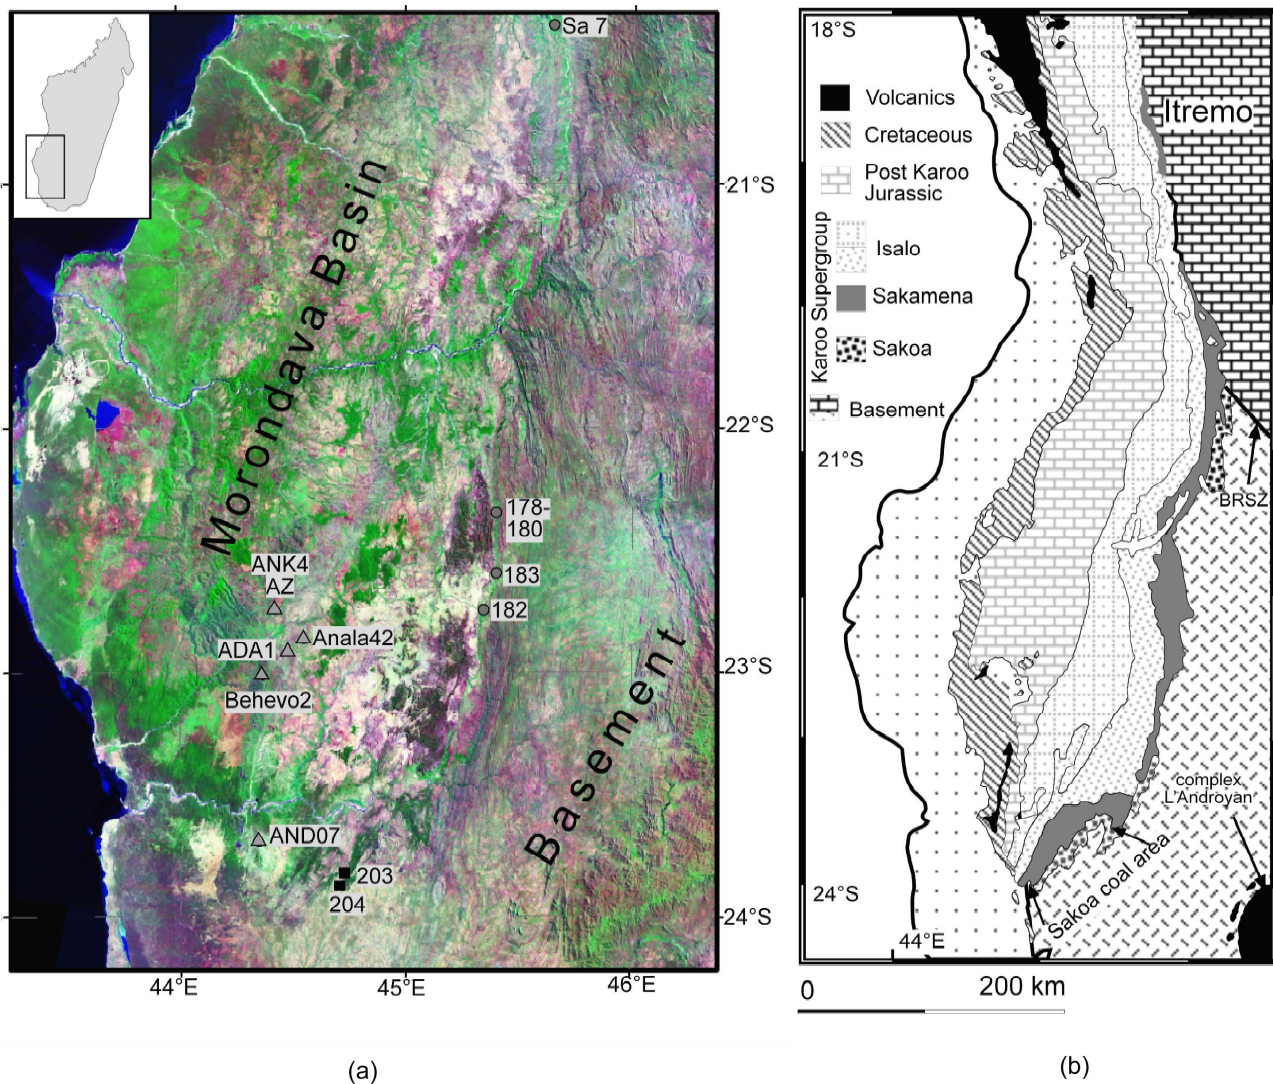 Sa 7
Morondava Basin
21°S
22°S
178-
180
183
182
ANK4
AZ
Anala42
ADA1
Behevo2
23°S
Basement
AND07
203
204
24°S
44°E
45°E
46°E
(a)
18°S
Volcanics
Cretaceous
Post Karoo
Jurassic
Karoo Supergroup
Isalo
Sakamena
Sakoa
Basement
Itremo
21°S
BRSZ
complex
L'Androyan
Sakoa coal area
24°S
44°E
0
200 km
(b)